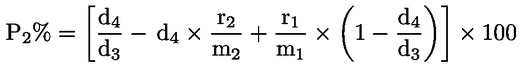 P₂% = [d₄/d₃ − d₄ × r₂/m₂ + r₁/m₁ × (1 − d₄/d₃)] × 100